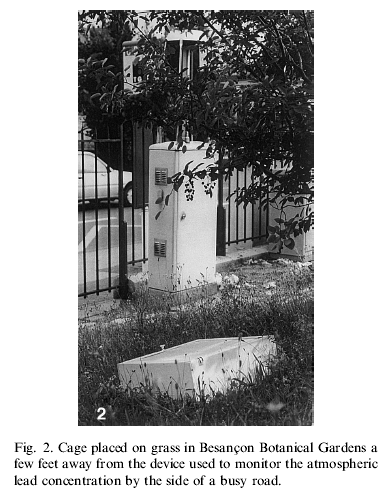 2
Fig. 2. Cage placed on grass in Besançon Botanical Gardens a
few feet away from the device used to monitor the atmospheric
lead concentration by the side of a busy road.